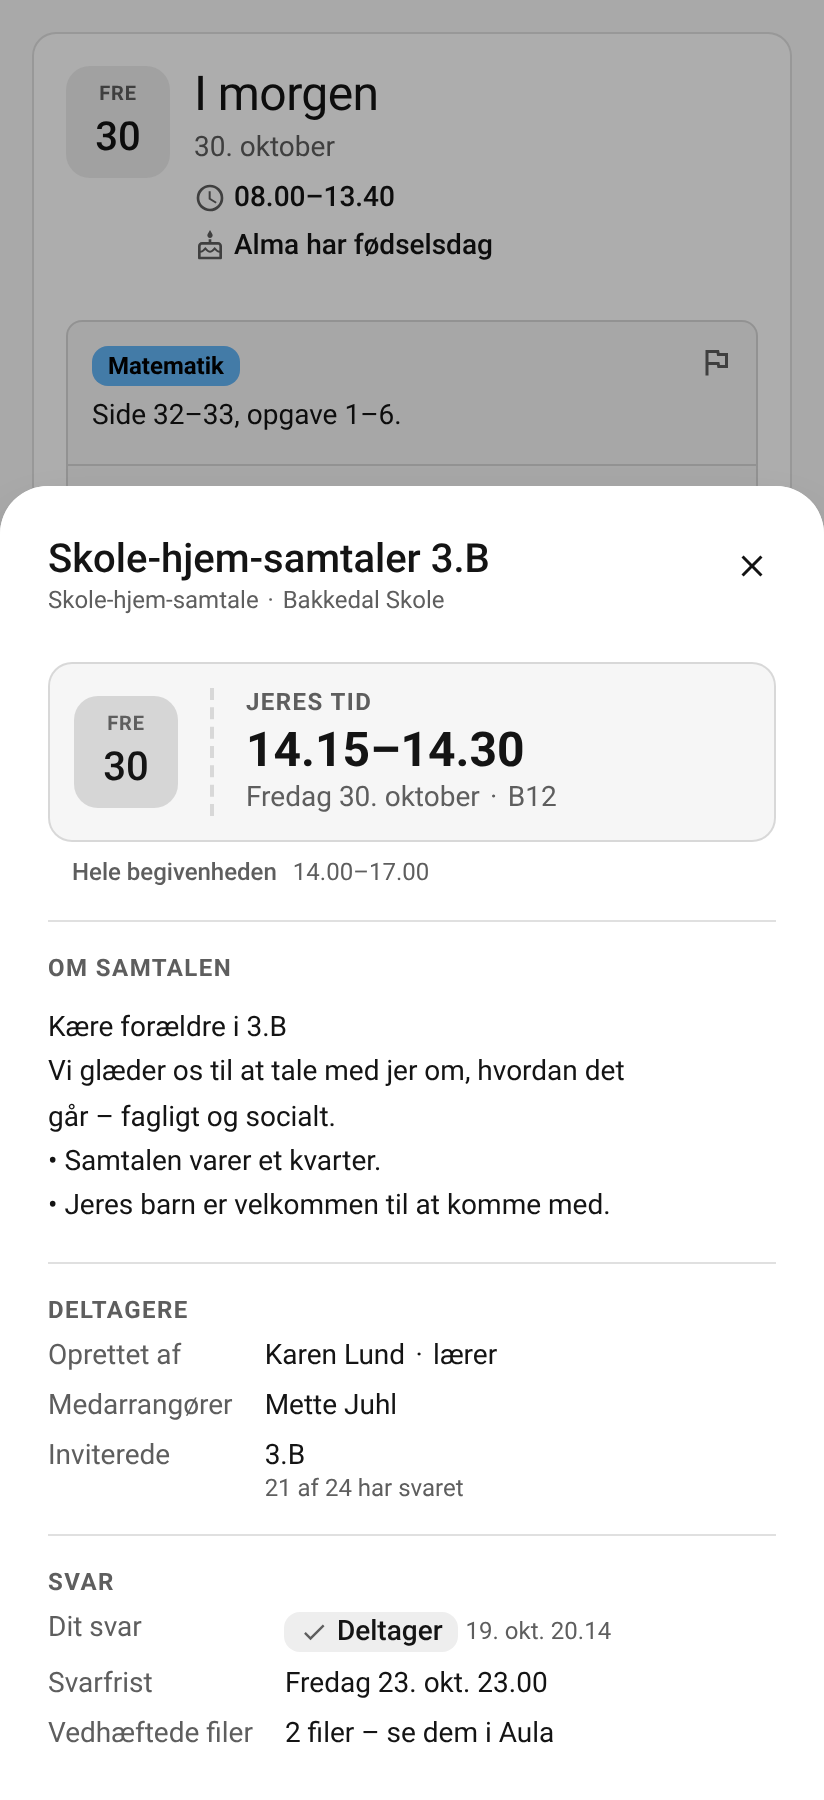 FRE
30
I morgen
30. oktober
08.00–13.40
Alma har fødselsdag
Matematik
Side 32–33, opgave 1–6.
Skole-hjem-samtaler 3.B
Skole-hjem-samtale · Bakkedal Skole
FRE
30
JERES TID
14.15–14.30
Fredag 30. oktober · B12
Hele begivenheden 14.00–17.00
OM SAMTALEN
Kære forældre i 3.B
Vi glæder os til at tale med jer om, hvordan det
går – fagligt og socialt.
• Samtalen varer et kvarter.
• Jeres barn er velkommen til at komme med.
DELTAGERE
Oprettet af Karen Lund · lærer
Medarrangører Mette Juhl
Inviterede 3.B
21 af 24 har svaret
SVAR
Dit svar Deltager 19. okt. 20.14
Svarfrist Fredag 23. okt. 23.00
Vedhæftede filer 2 filer – se dem i Aula